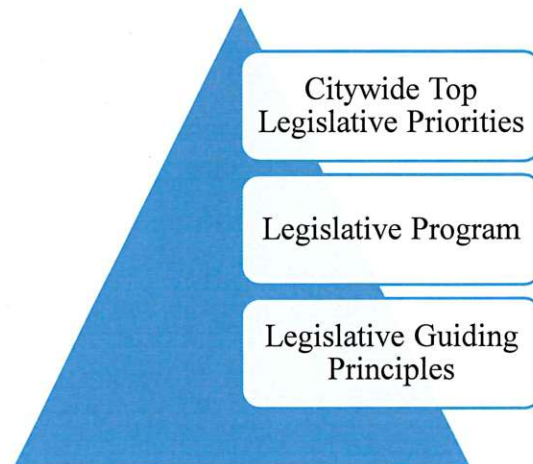 Citywide Top
Legislative Priorities
Legislative Program
Legislative Guiding
Principles